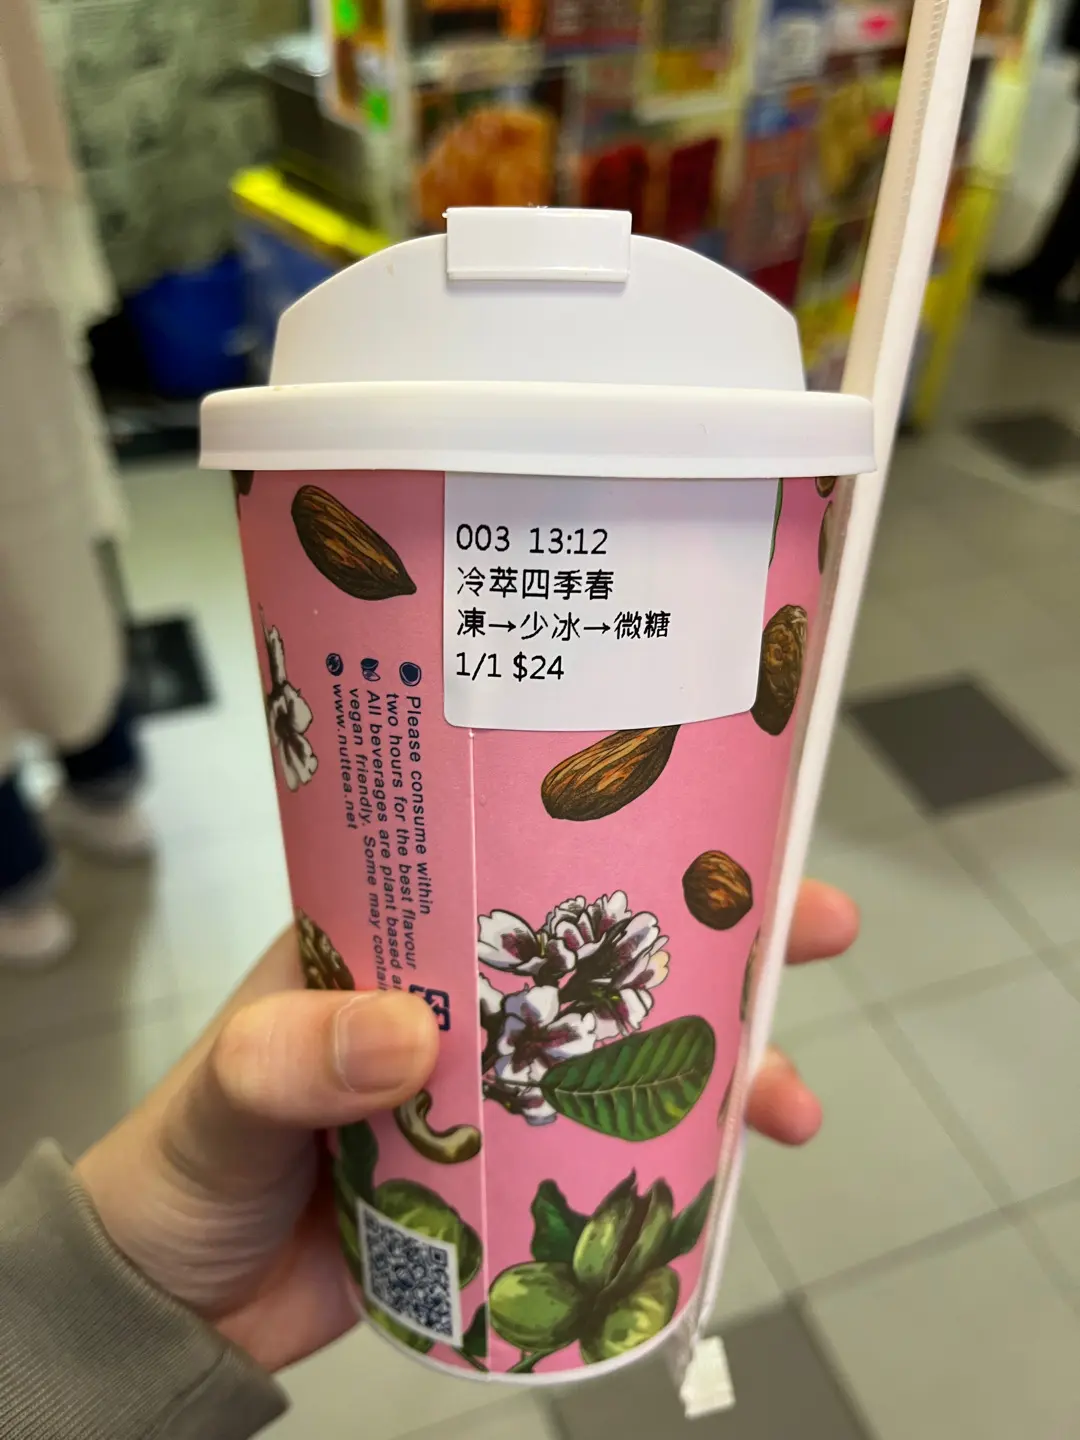 003 13:12
冷萃四季春
凍→少冰→微糖
1/1 $24
Please consume within
two hours for the best flavour
All beverages are plant based
vegan friendly. Some may contain
www.nuttea.net